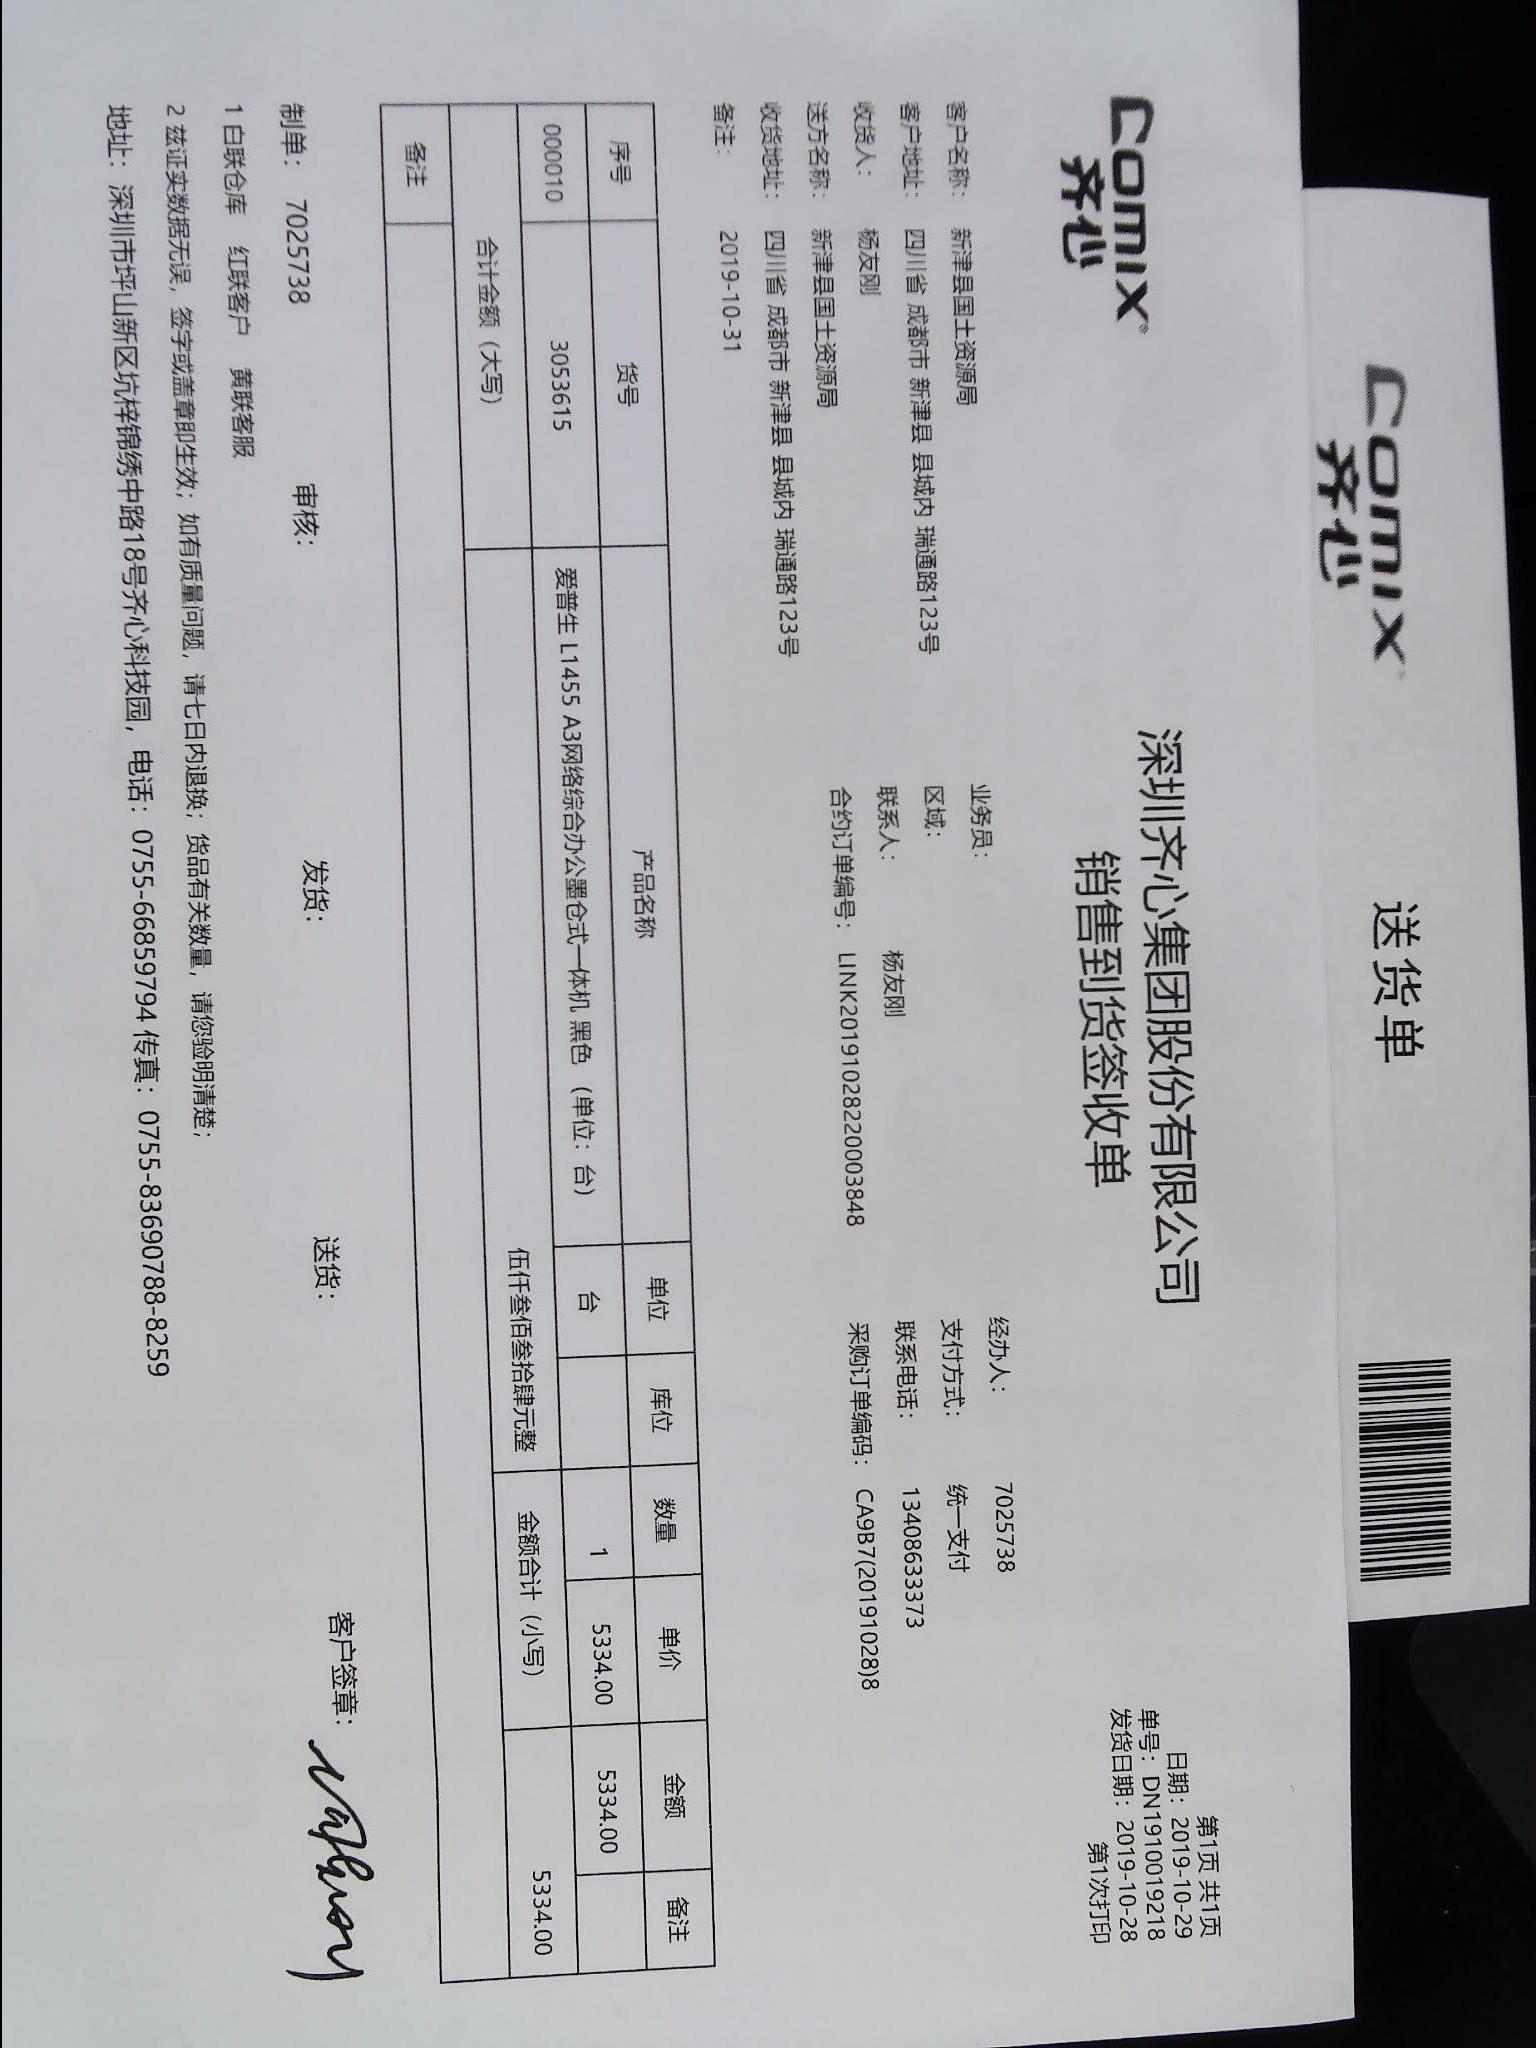 COMIX
齐心
送货单
COMIX
齐心
深圳齐心集团股份有限公司
销售到货签收单
第1页 共1页
日期：2019-10-29
单号：DN1910019218
发货日期：2019-10-28
第1次打印
客户名称： 新津县国土资源局 业务员： 经办人： 7025738
客户地址： 四川省 成都市 新津县 县城内 瑞通路123号 区域： 支付方式： 统一支付
收货人： 杨友刚 联系人： 杨友刚 联系电话： 13408633373
送方名称： 新津县国土资源局 合约订单编号： LINK20191028220003848 采购订单编码： CA9B7(20191028)8
收货地址： 四川省 成都市 新津县 县城内 瑞通路123号
备注： 2019-10-31
序号 货号 产品名称 单位 库位 数量 单价 金额 备注
000010 3053615 爱普生 L1455 A3网络综合办公墨仓式一体机 黑色（单位：台） 台 1 5334.00 5334.00
合计金额（大写） 伍仟叁佰叁拾肆元整 金额合计（小写） 5334.00
备注
制单： 7025738 审核： 发货： 送货： 客户签章：
1 白联仓库 红联客户 黄联客服
2 兹证实数据无误，签字或盖章即生效；如有质量问题，请七日内退换；货品有关数量，请您验明清楚；
地址： 深圳市坪山新区坑梓锦绣中路18号齐心科技园，电话：0755-66859794 传真：0755-83690788-8259